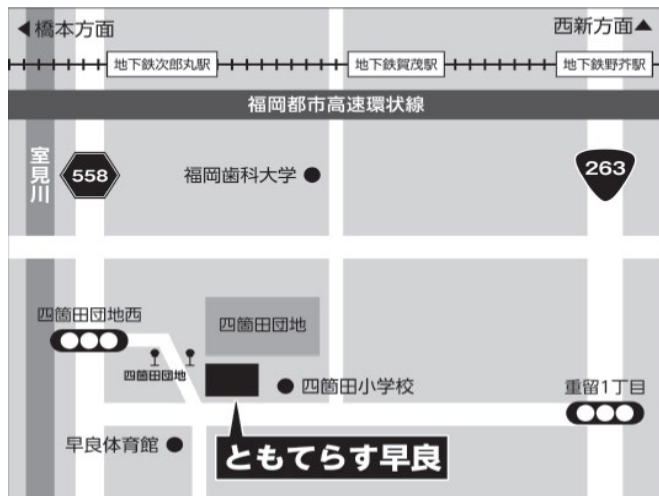 ◀橋本方面
西新方面▲
地下鉄次郎丸駅
地下鉄賀茂駅
地下鉄野芥駅
福岡都市高速環状線
室見川
558
福岡歯科大学
263
四箇田団地西
四箇田団地
四箇田団地
四箇田小学校
重留1丁目
早良体育館
ともてらす早良